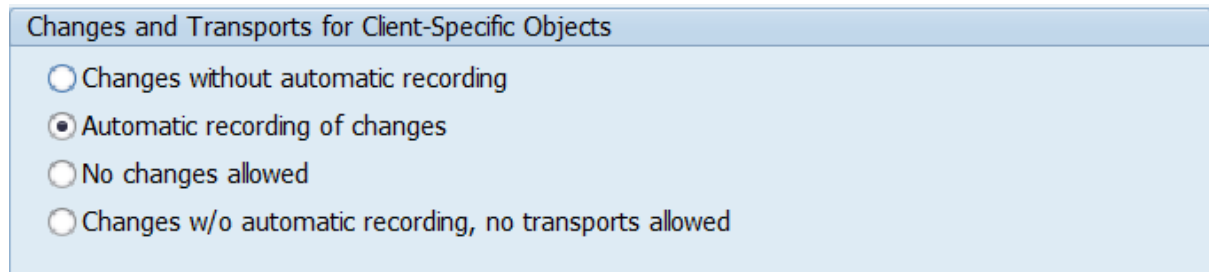 Changes and Transports for Client-Specific Objects
Changes without automatic recording
Automatic recording of changes
No changes allowed
Changes w/o automatic recording, no transports allowed